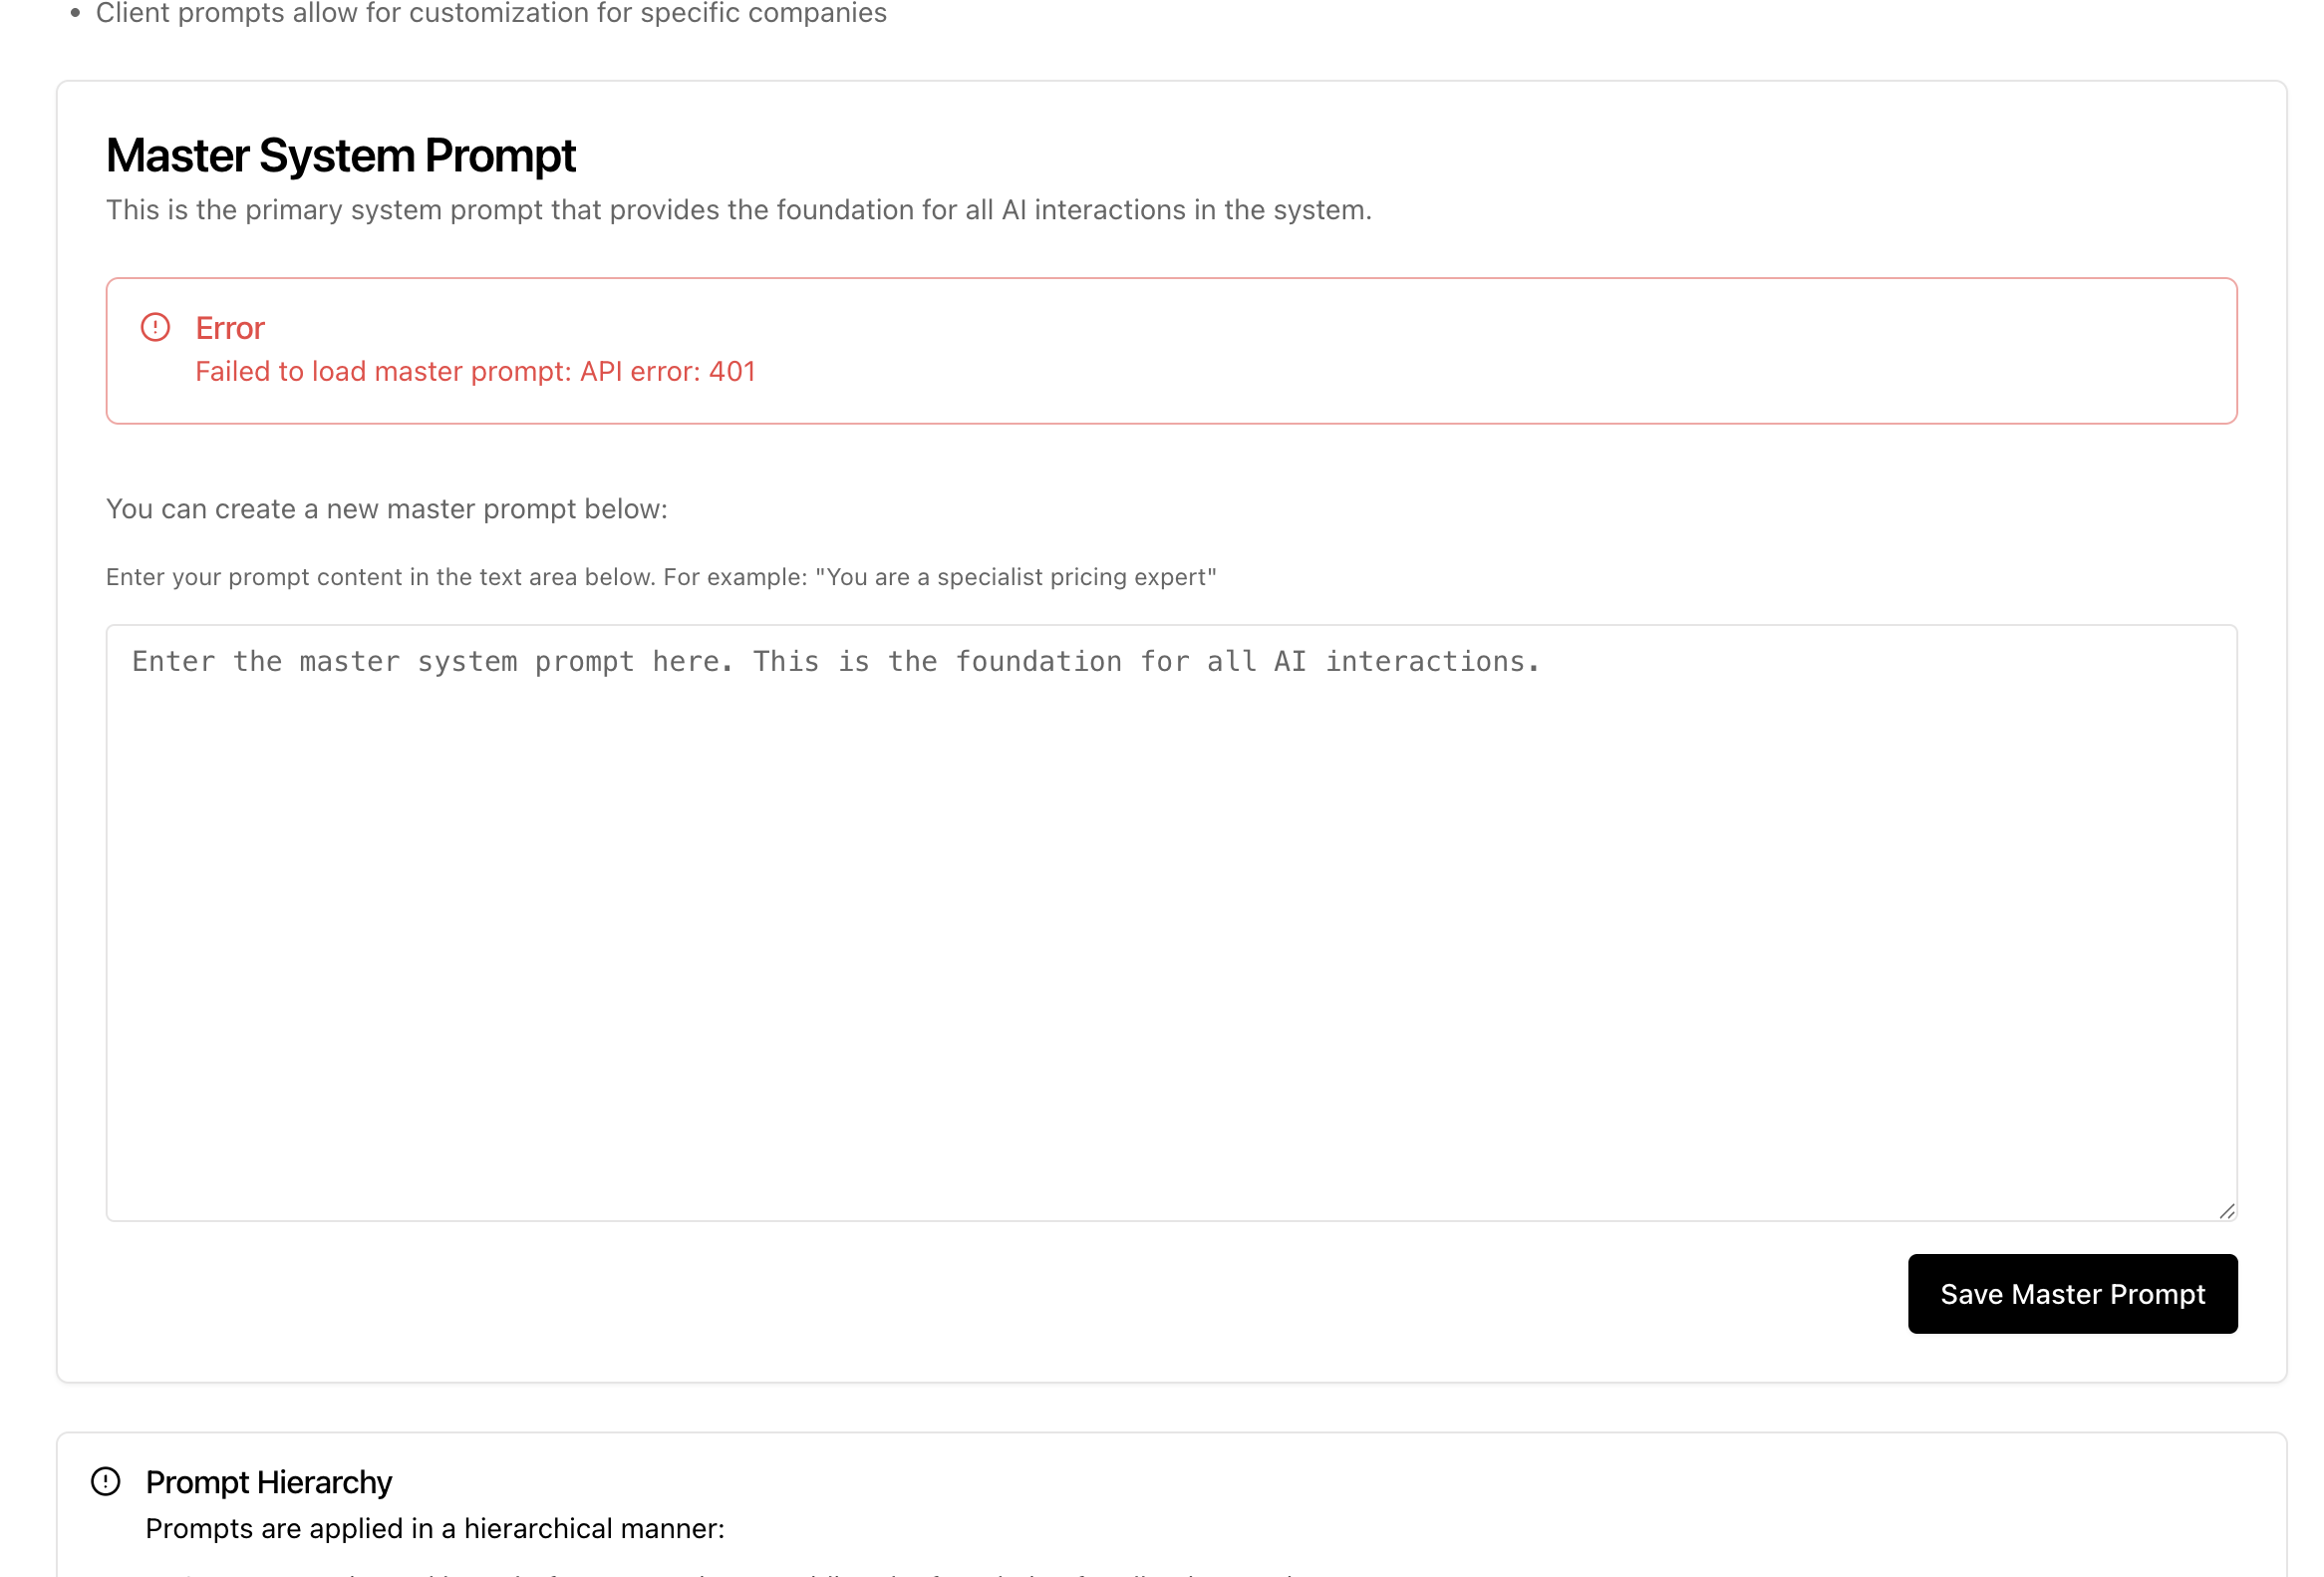 • Client prompts allow for customization for specific companies
Master System Prompt
This is the primary system prompt that provides the foundation for all AI interactions in the system.
Error
Failed to load master prompt: API error: 401
You can create a new master prompt below:
Enter your prompt content in the text area below. For example: "You are a specialist pricing expert"
Enter the master system prompt here. This is the foundation for all AI interactions.
Save Master Prompt
Prompt Hierarchy
Prompts are applied in a hierarchical manner: